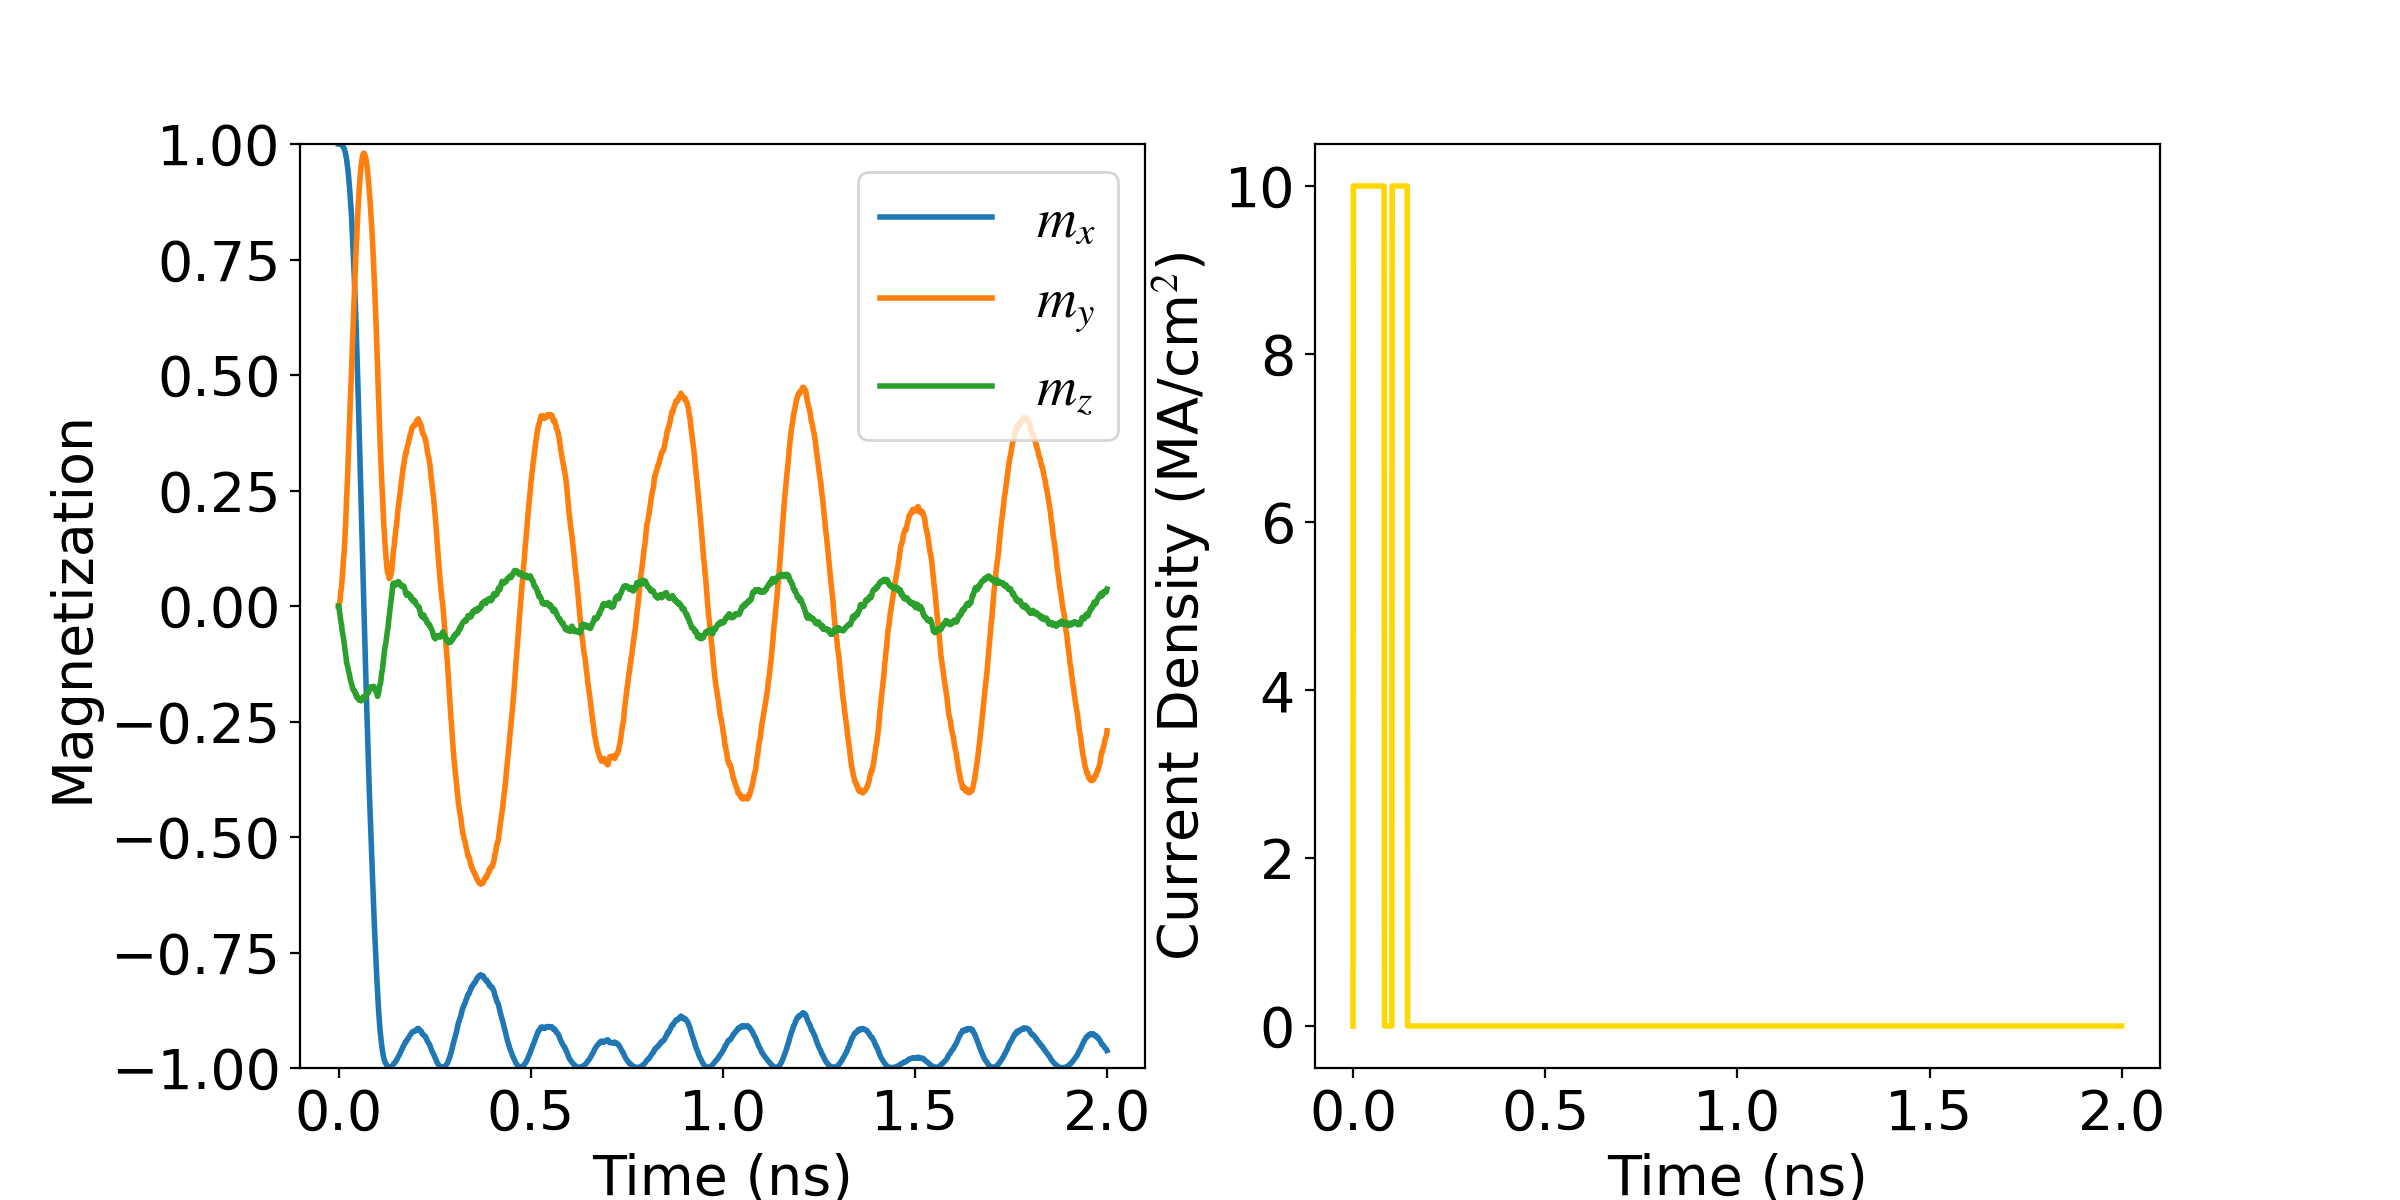 Magnetization
1.00
0.75
0.50
0.25
0.00
−0.25
−0.50
−0.75
−1.00
0.0 0.5 1.0 1.5 2.0
Time (ns)
m_x
m_y
m_z
Current Density (MA/cm²)
10
8
6
4
2
0
0.0 0.5 1.0 1.5 2.0
Time (ns)